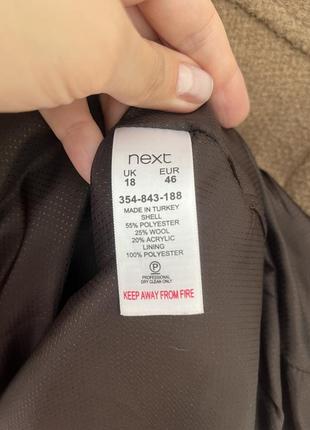 next
UK EUR
18 46
354-843-188
MADE IN TURKEY
SHELL
55% POLYESTER
25% WOOL
20% ACRYLIC
LINING
100% POLYESTER
P
PROFESSIONAL
DRY CLEAN ONLY
KEEP AWAY FROM FIRE